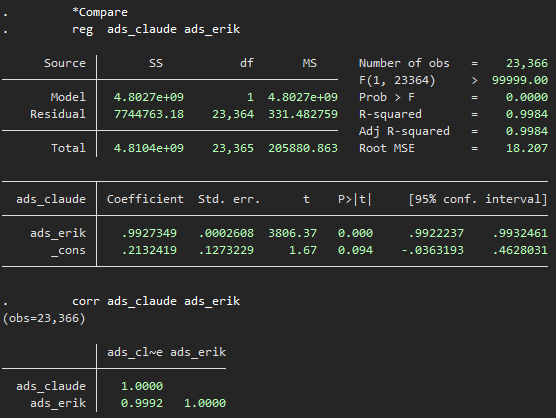 . *Compare
. reg ads_claude ads_erik
Source SS df MS Number of obs = 23,366
F(1, 23364) > 99999.00
Model 4.8027e+09 1 4.8027e+09 Prob > F = 0.0000
Residual 7744763.18 23,364 331.482759 R-squared = 0.9984
Adj R-squared = 0.9984
Total 4.8104e+09 23,365 205880.863 Root MSE = 18.207
ads_claude Coefficient Std. err. t P>|t| [95% conf. interval]
ads_erik .9927349 .0002608 3806.37 0.000 .9922237 .9932461
_cons .2132419 .1273229 1.67 0.094 -.0363193 .4628031
. corr ads_claude ads_erik
(obs=23,366)
ads_cl~e ads_erik
ads_claude 1.0000
ads_erik 0.9992 1.0000